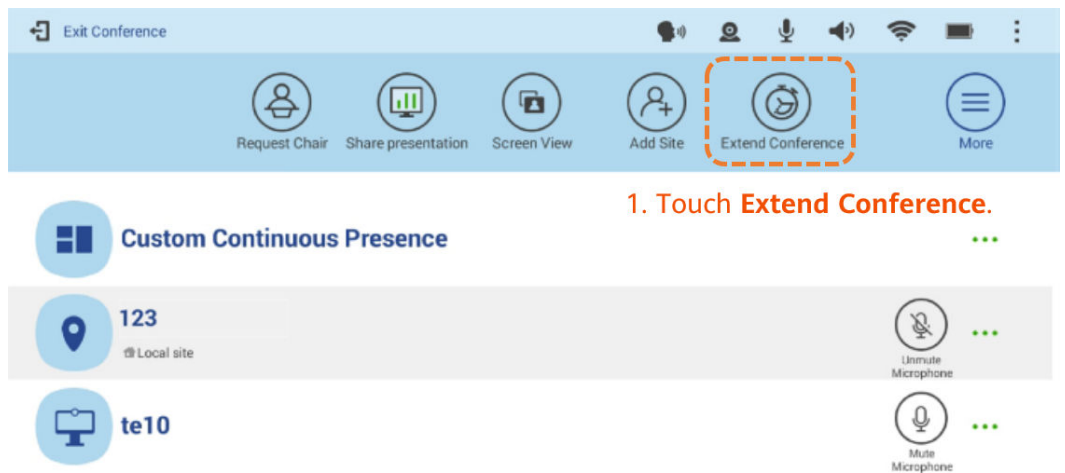 Exit Conference
Request Chair
Share presentation
Screen View
Add Site
Extend Conference
More
1. Touch Extend Conference.
Custom Continuous Presence
123
Local site
Unmute
Microphone
te10
Mute
Microphone